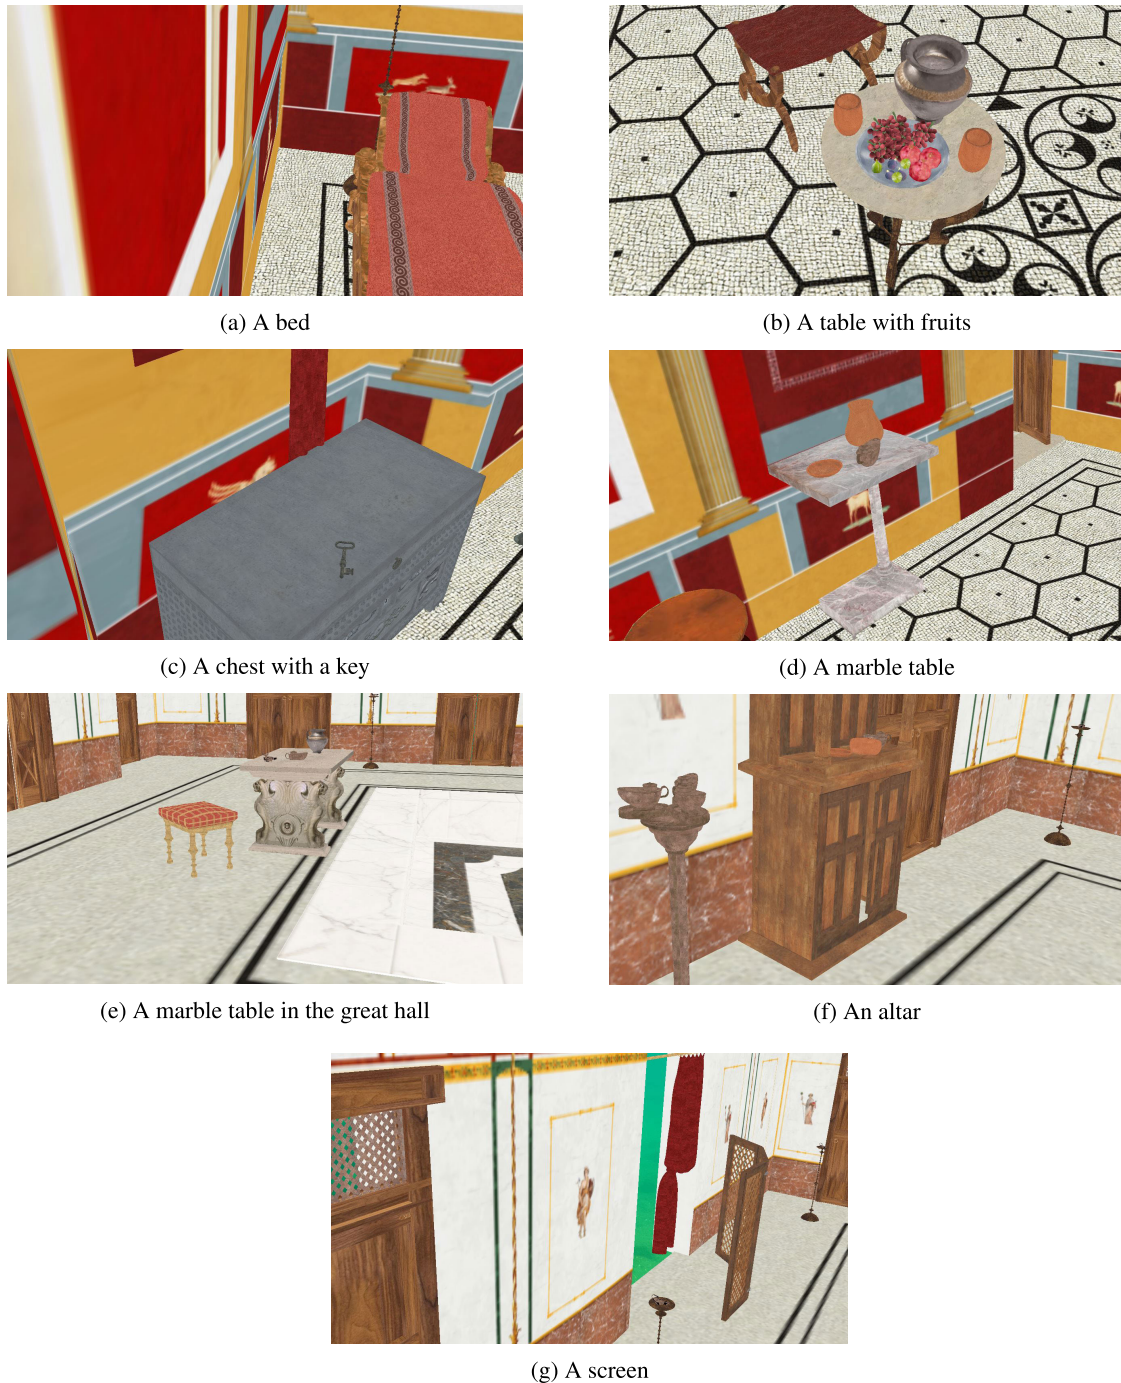 (a) A bed
(b) A table with fruits
(c) A chest with a key
(d) A marble table
(e) A marble table in the great hall
(f) An altar
(g) A screen